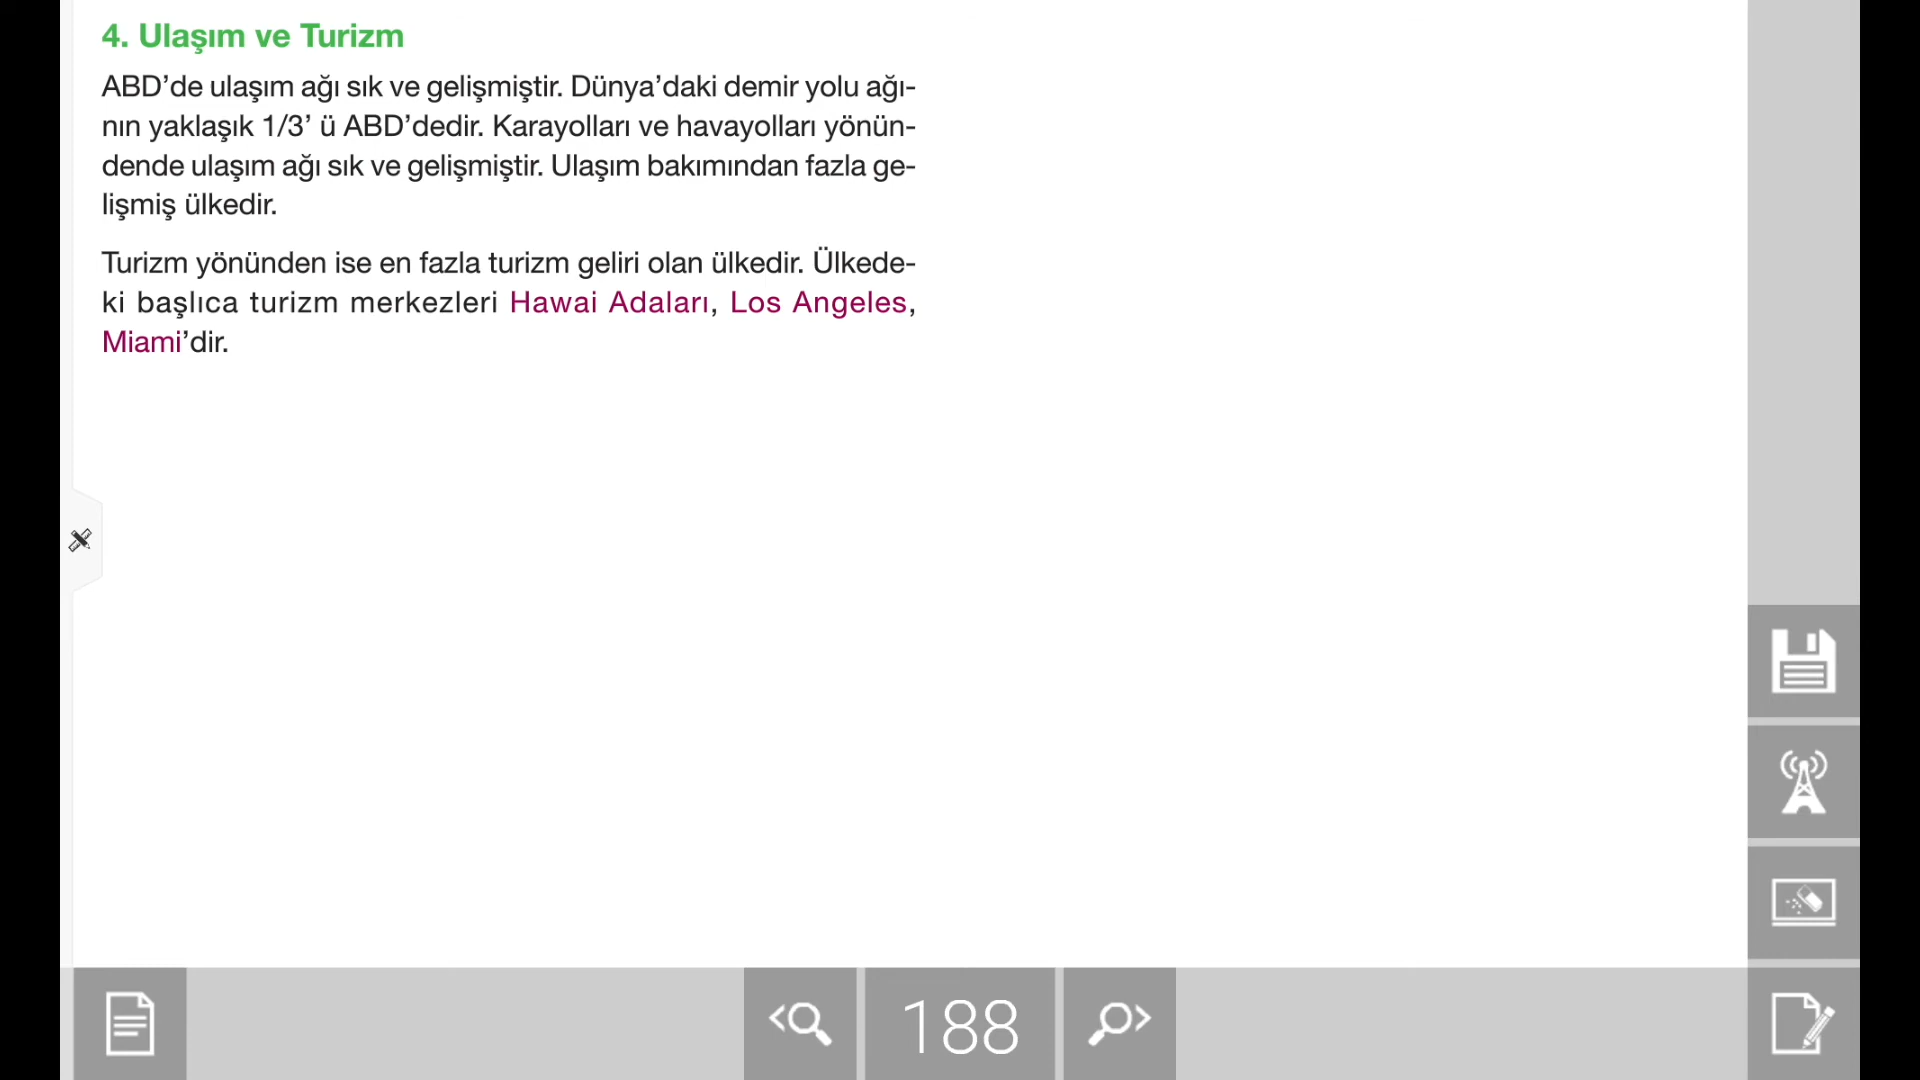 4. Ulaşım ve Turizm
ABD’de ulaşım ağı sık ve gelişmiştir. Dünya’daki demir yolu ağı-
nın yaklaşık 1/3’ ü ABD’dedir. Karayolları ve havayolları yönün-
dende ulaşım ağı sık ve gelişmiştir. Ulaşım bakımından fazla ge-
lişmiş ülkedir.
Turizm yönünden ise en fazla turizm geliri olan ülkedir. Ülkede-
ki başlıca turizm merkezleri Hawai Adaları, Los Angeles,
Miami’dir.
188